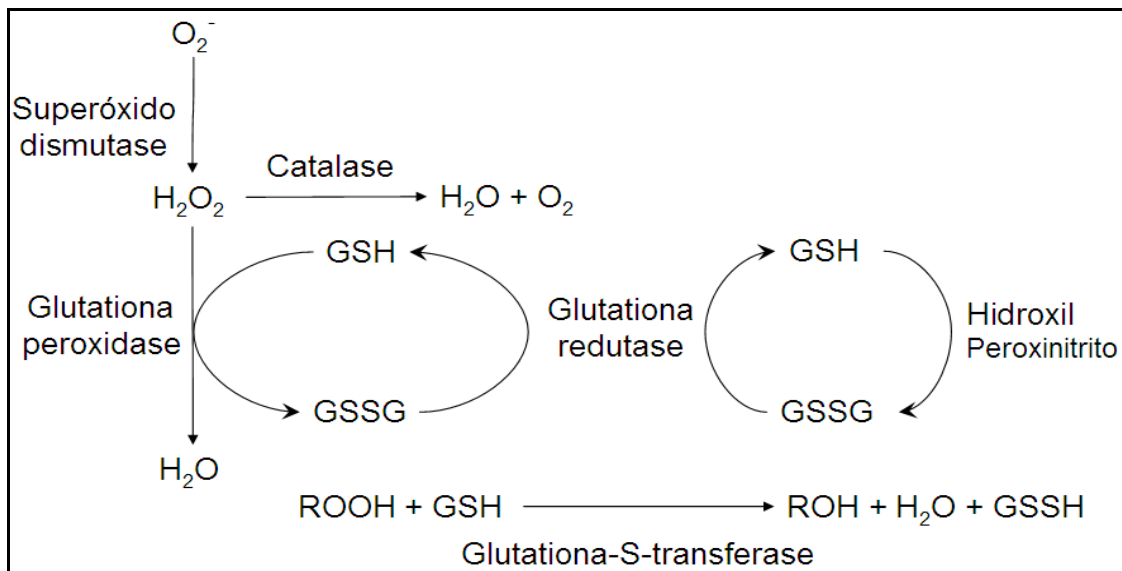 O₂⁻
Superóxido
dismutase
Catalase
H₂O₂
H₂O + O₂
GSH
GSH
Glutationa
peroxidase
Glutationa
redutase
Hidroxil
Peroxinitrito
GSSG
GSSG
H₂O
ROOH + GSH
ROH + H₂O + GSSH
Glutationa-S-transferase